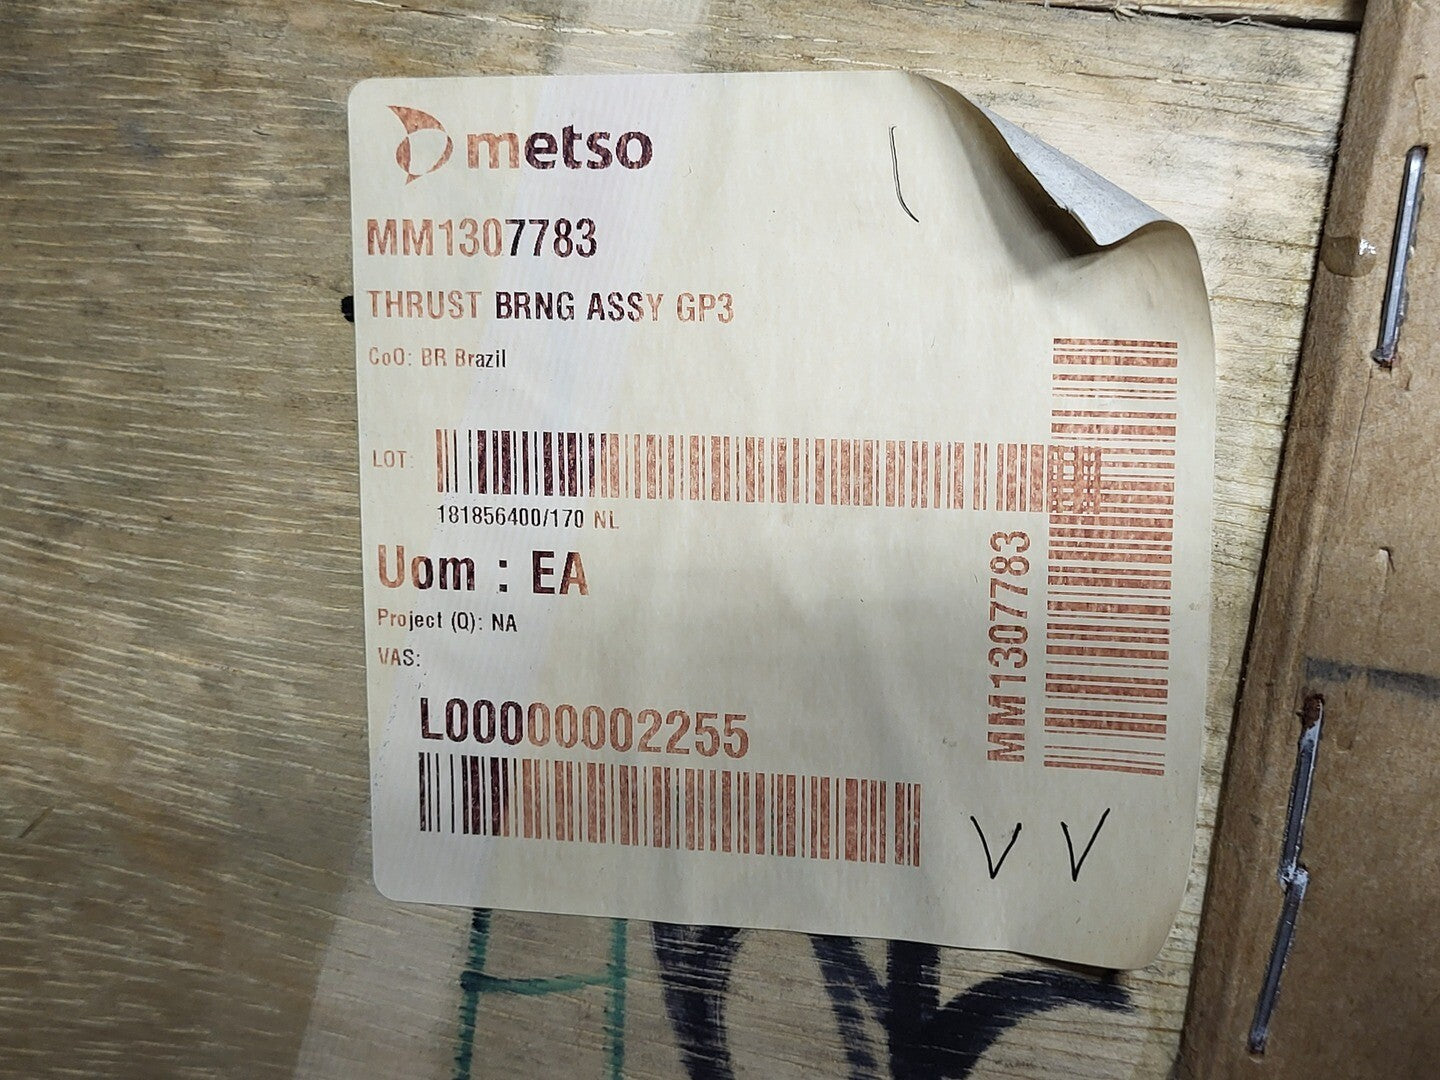 metso
MM1307783
THRUST BRNG ASSY GP3
CoO: BR Brazil
LOT:
181856400/170 NL
Uom : EA
Project (Q): NA
VAS:
L00000002255
MM1307783
V V